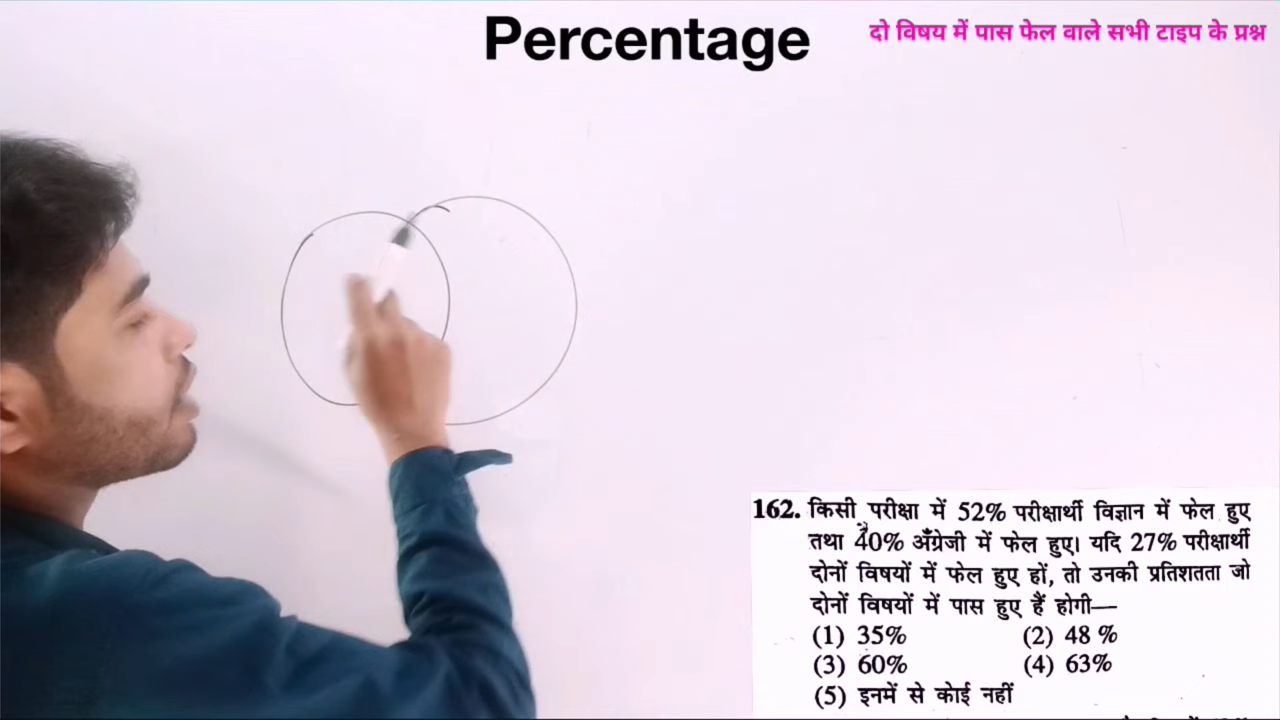 Percentage
दो विषय में पास फेल वाले सभी टाइप के प्रश्न
162. किसी परीक्षा में 52% परीक्षार्थी विज्ञान में फेल हुए
तथा 40% अँग्रेजी में फेल हुए। यदि 27% परीक्षार्थी
दोनों विषयों में फेल हुए हों, तो उनकी प्रतिशतता जो
दोनों विषयों में पास हुए हैं होगी—
(1) 35% (2) 48 %
(3) 60% (4) 63%
(5) इनमें से कोई नहीं